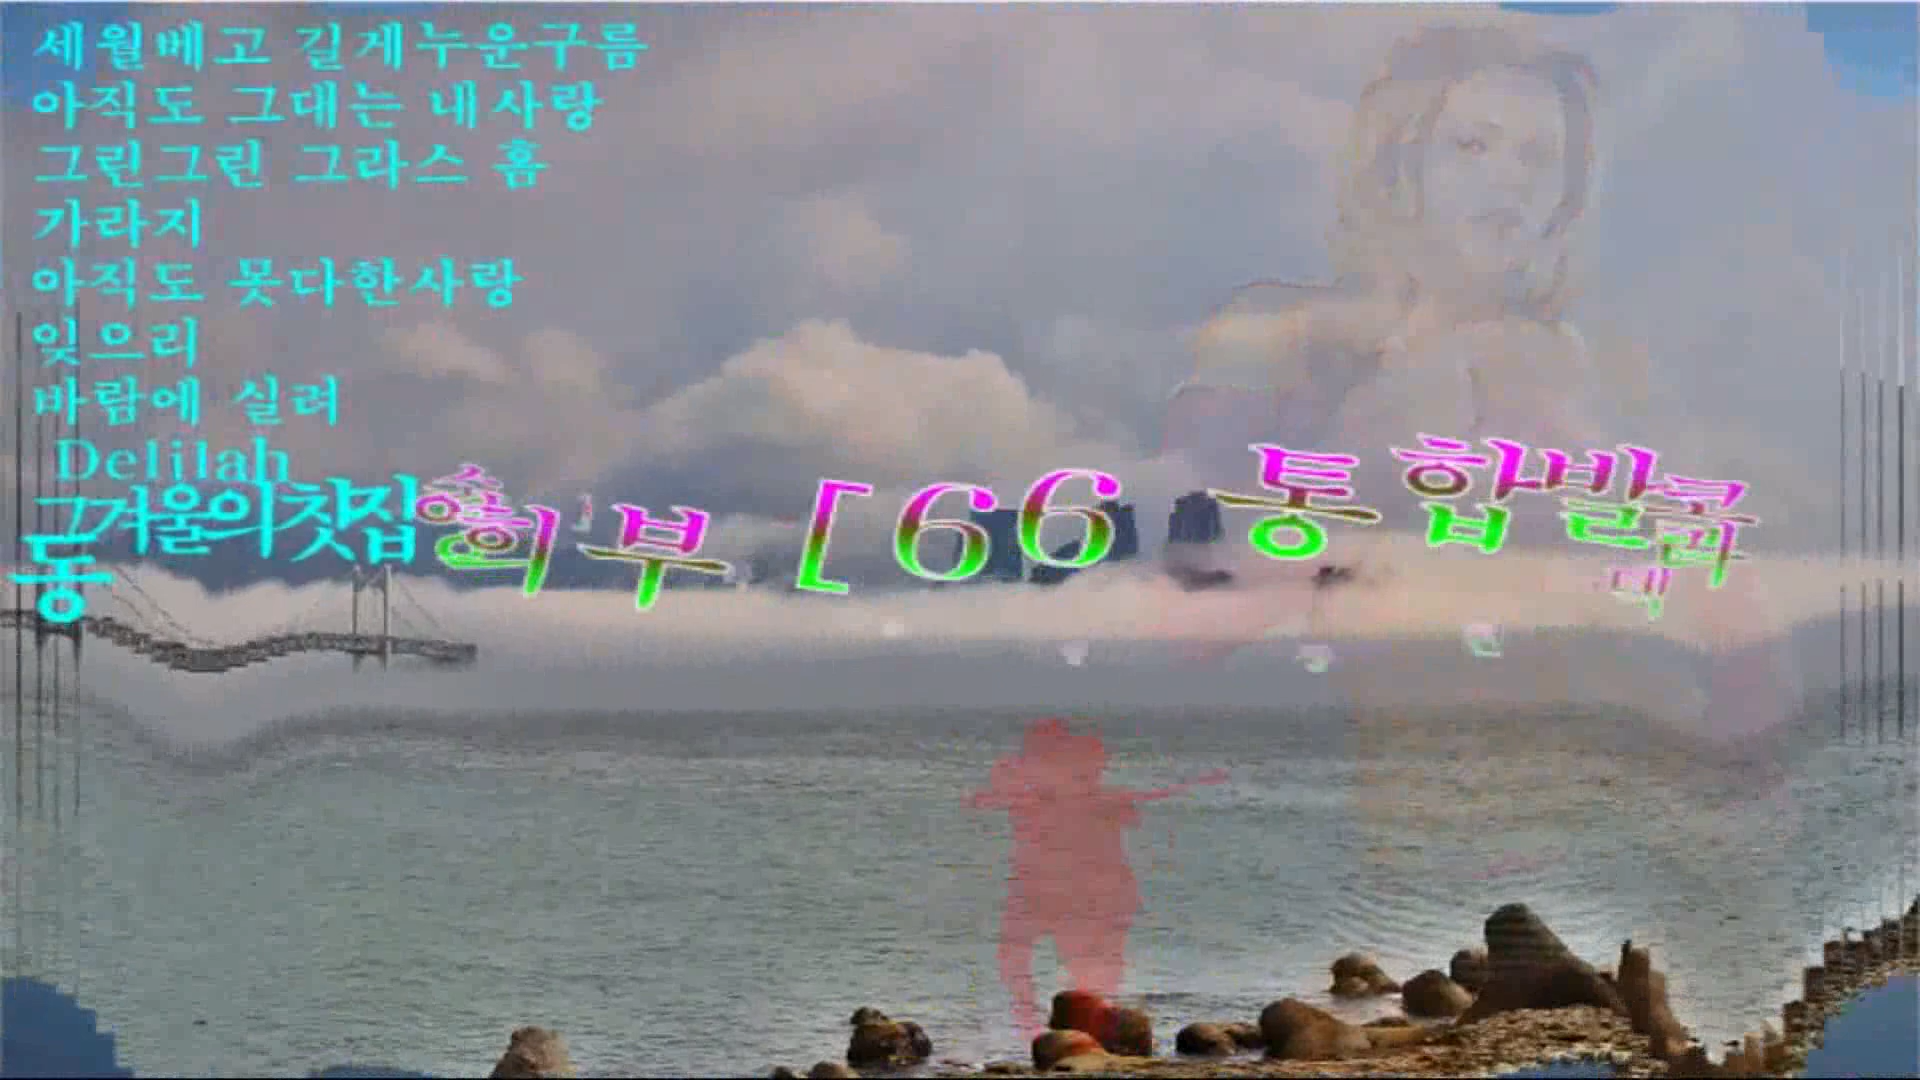 세월베고 길게누운구름
아직도 그대는 내사랑
그린그린 그라스 홈
가라지
아직도 못다한사랑
잊으리
바람에 실려
Delilah
그겨울의찻집
동
희 부 [ 66 통합발